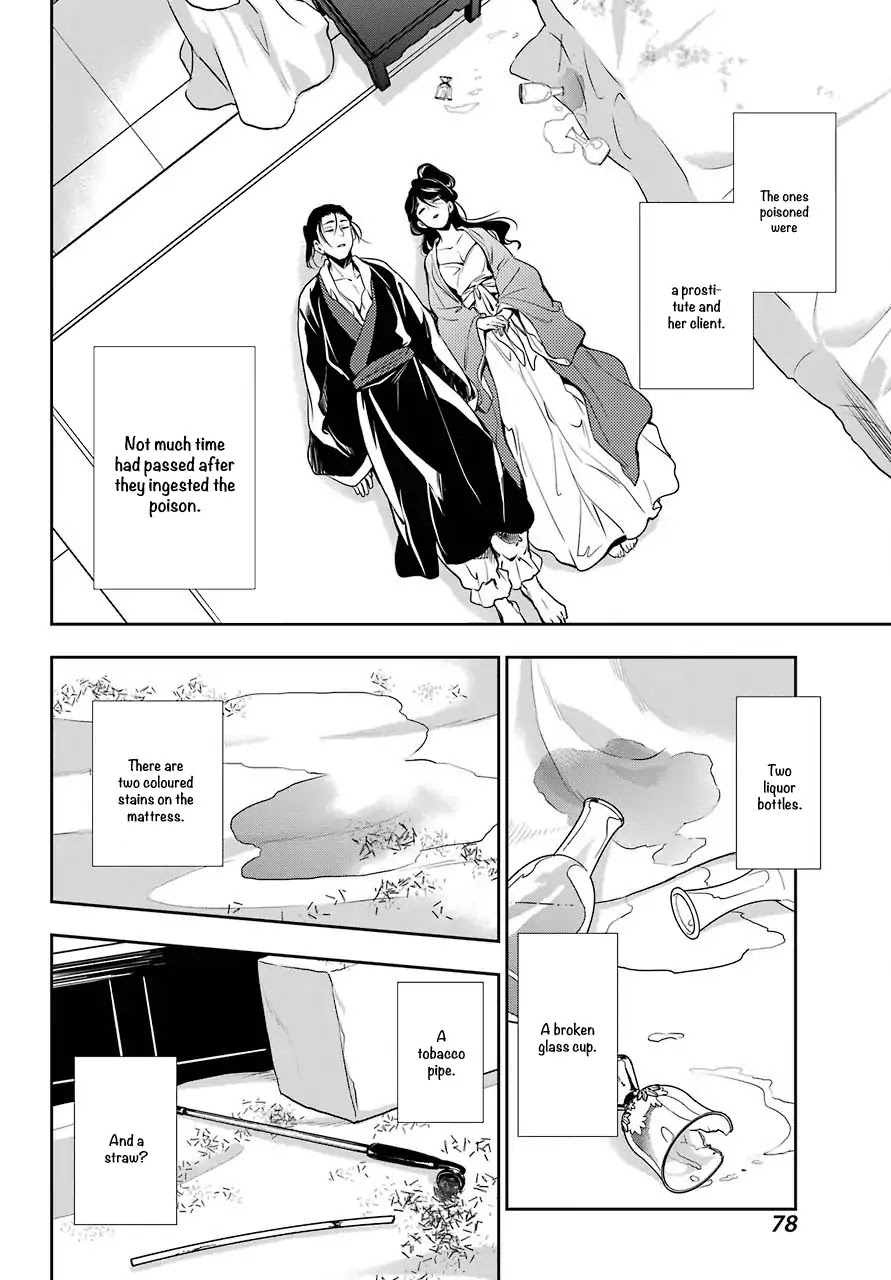 The ones
poisoned
were
a prosti-
tute and
her client.
Not much time
had passed after
they ingested the
poison.
Two
liquor
bottles.
A broken
glass cup.
There are
two coloured
stains on the
mattress.
A
tobacco
pipe.
And a
straw?
78